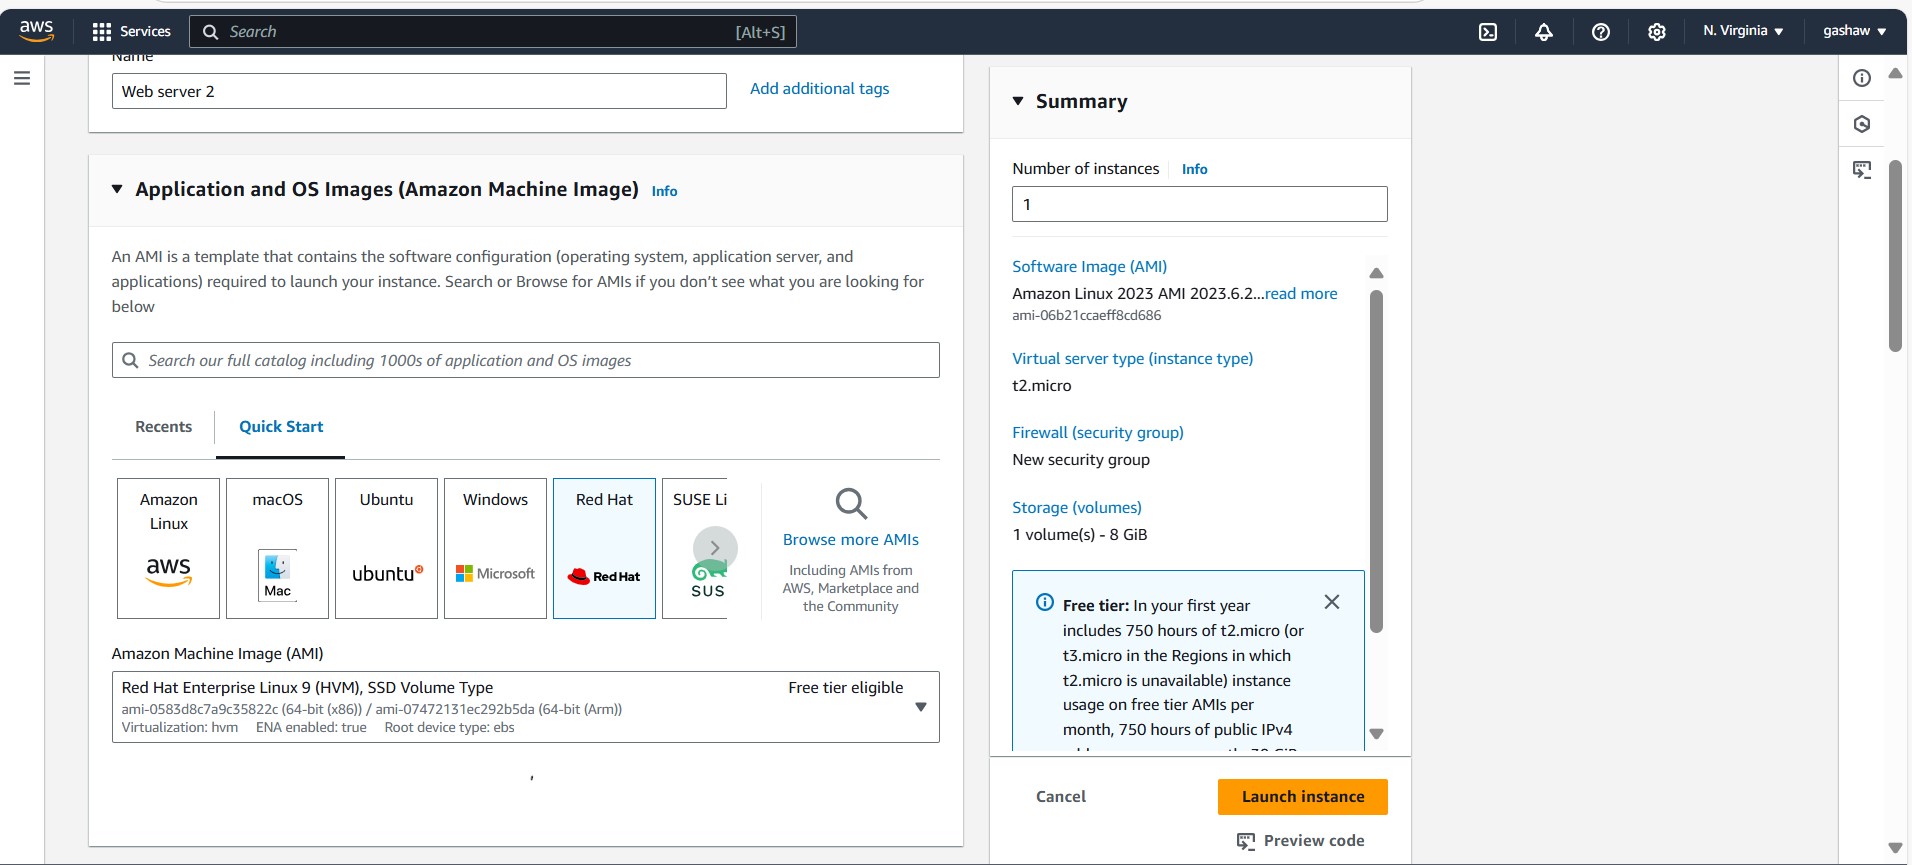 aws
Services
Search
[Alt+S]
N. Virginia
gashaw
Name
Web server 2
Add additional tags
Application and OS Images (Amazon Machine Image) Info
An AMI is a template that contains the software configuration (operating system, application server, and
applications) required to launch your instance. Search or Browse for AMIs if you don’t see what you are looking for
below
Search our full catalog including 1000s of application and OS images
Recents
Quick Start
Amazon
Linux
aws
macOS
Mac
Ubuntu
ubuntu
Windows
Microsoft
Red Hat
Red Hat
SUSE Li
SUS
Browse more AMIs
Including AMIs from
AWS, Marketplace and
the Community
Amazon Machine Image (AMI)
Red Hat Enterprise Linux 9 (HVM), SSD Volume Type
Free tier eligible
ami-0583d8c7a9c35822c (64-bit (x86)) / ami-07472131ec292b5da (64-bit (Arm))
Virtualization: hvm ENA enabled: true Root device type: ebs
Summary
Number of instances Info
1
Software Image (AMI)
Amazon Linux 2023 AMI 2023.6.2...read more
ami-06b21ccaeff8cd686
Virtual server type (instance type)
t2.micro
Firewall (security group)
New security group
Storage (volumes)
1 volume(s) - 8 GiB
Free tier: In your first year
includes 750 hours of t2.micro (or
t3.micro in the Regions in which
t2.micro is unavailable) instance
usage on free tier AMIs per
month, 750 hours of public IPv4
Cancel
Launch instance
Preview code